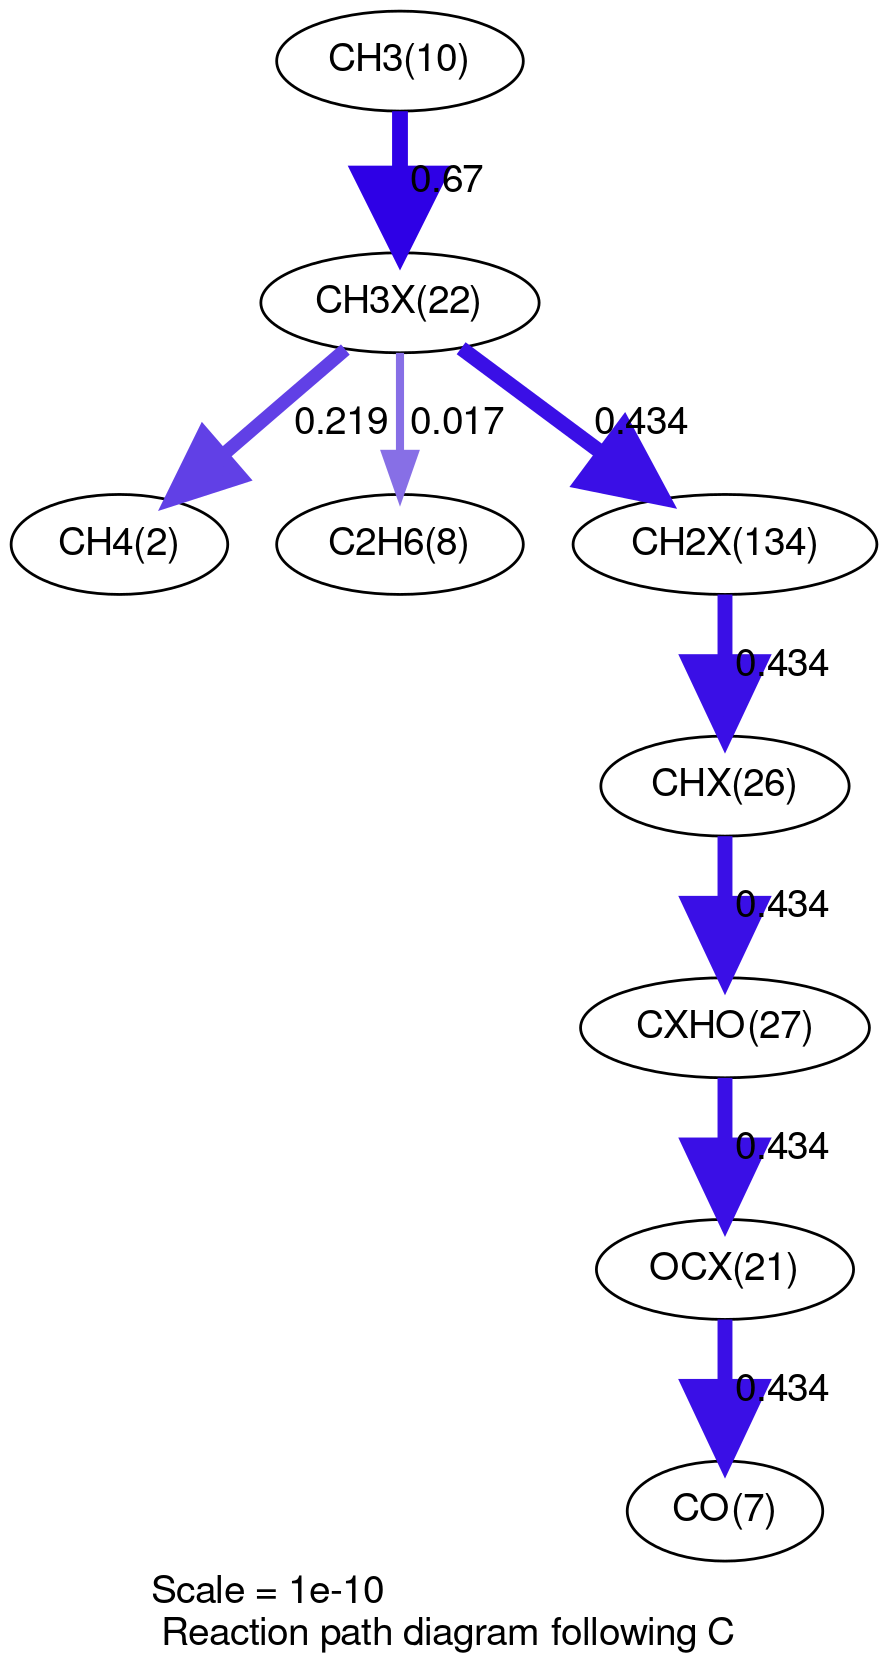 CH3(10)
0.67
CH3X(22)
0.219
0.017
0.434
CH4(2)
C2H6(8)
CH2X(134)
0.434
CHX(26)
0.434
CXHO(27)
0.434
OCX(21)
0.434
CO(7)
Scale = 1e-10
Reaction path diagram following C